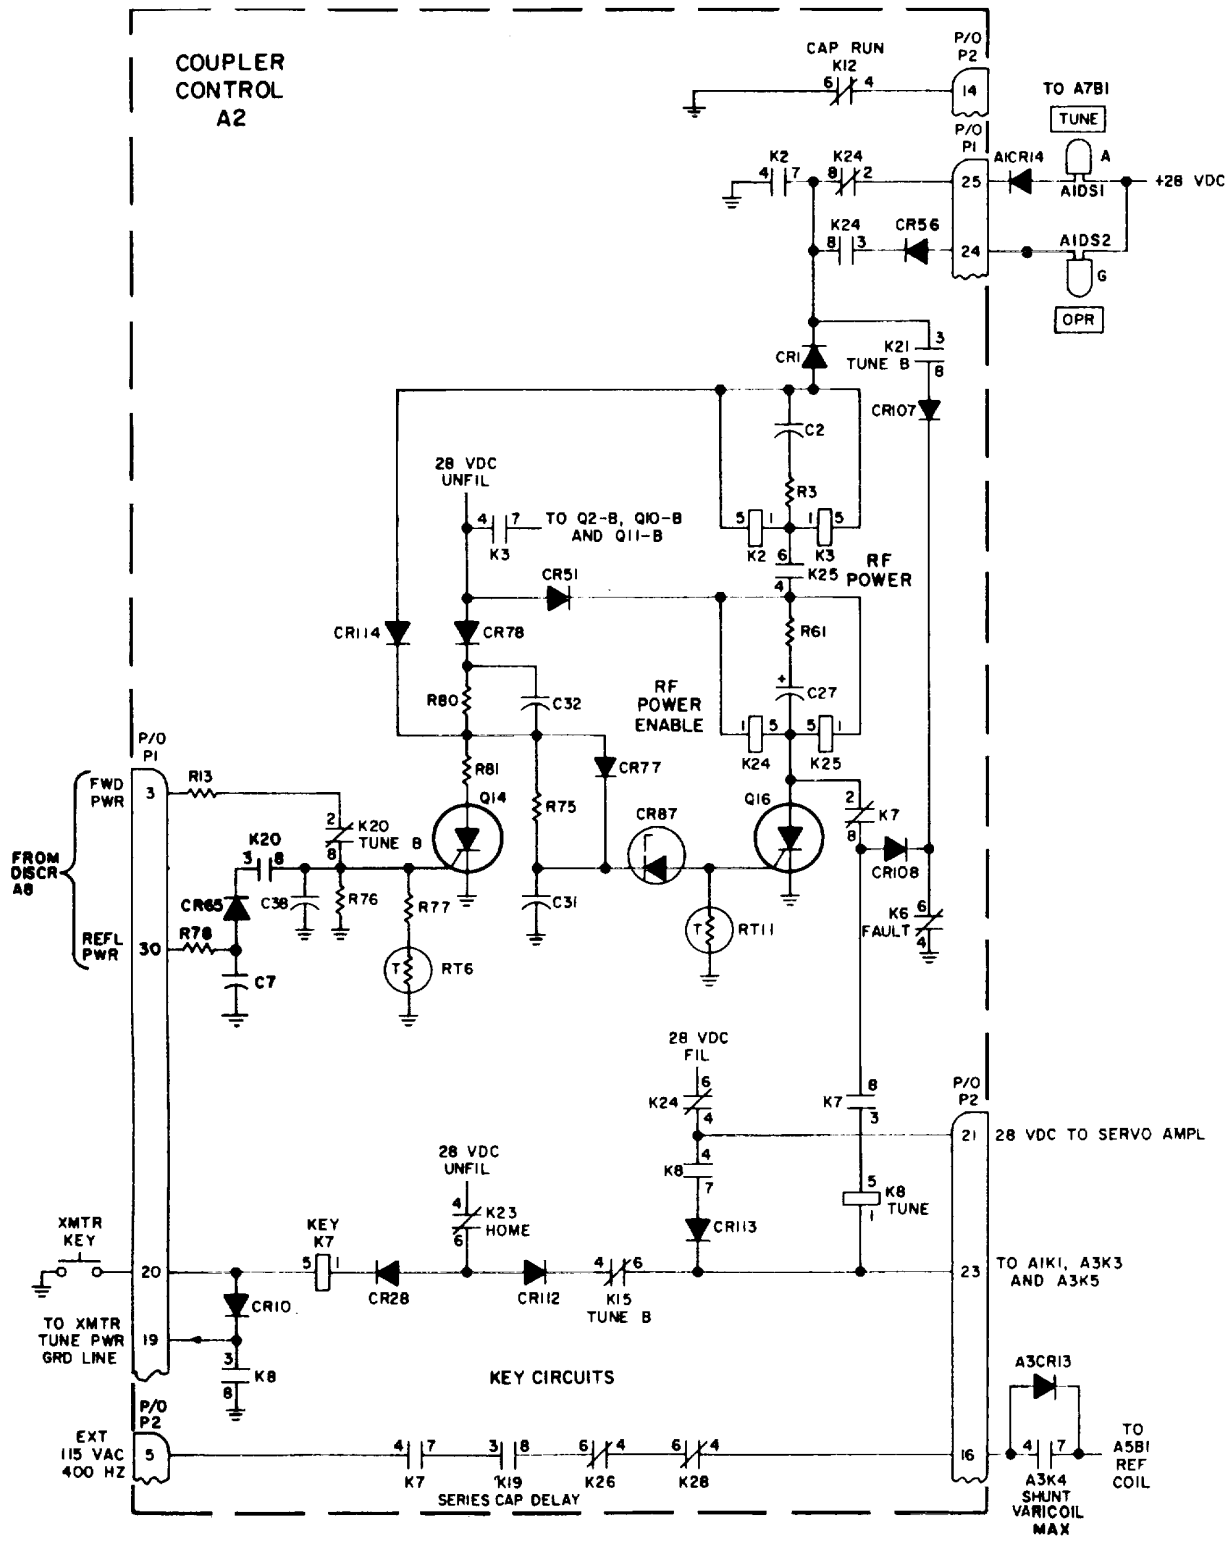 COUPLER
CONTROL
A2
CAP RUN
K12
6 4
P/O
P2
14
TO A7B1
TUNE
P/O
P1
K2
4 7
K24
8 2
25
A1CR14
A
A1DS1
+28 VDC
K24
8 3
CR56
24
A1DS2
G
OPR
CR1
K21
TUNE B
3
8
CR107
C2
28 VDC
UNFIL
R3
4 7
K3
TO Q2-B, Q10-B
AND Q11-B
5 1
K2
1 5
K3
6
K25
4
RF
POWER
CR51
CR114
CR78
R61
R80
C32
RF
POWER
ENABLE
+
C27
1 5
K24
5 1
K25
P/O
P1
FWD
PWR
3
R13
R81
CR77
Q14
R75
CR87
Q16
2
K7
8
2
K20
TUNE B
8
K20
3 8
FROM
DISCR
A8
CR65
C38
R76
R77
C31
T
RT11
CR108
6
K6
FAULT
4
REFL
PWR
30
R78
C7
T
RT6
28 VDC
FIL
6
K24
4
8
K7
3
P/O
P2
21
28 VDC TO SERVO AMPL
28 VDC
UNFIL
4
K8
7
5
K8
TUNE
1
4
K23
HOME
6
CR113
XMTR
KEY
20
KEY
K7
5 1
CR28
CR112
4 6
K15
TUNE B
23
TO A1K1, A3K3
AND A3K5
CR10
TO XMTR
TUNE PWR
GRD LINE
19
3
K8
8
KEY CIRCUITS
A3CR13
P/O
P2
EXT
115 VAC
400 HZ
5
4 7
K7
3 8
K19
6 4
K26
6 4
K28
SERIES CAP DELAY
16
4 7
A3K4
SHUNT
VARICOIL
MAX
TO
A5B1
REF
COIL